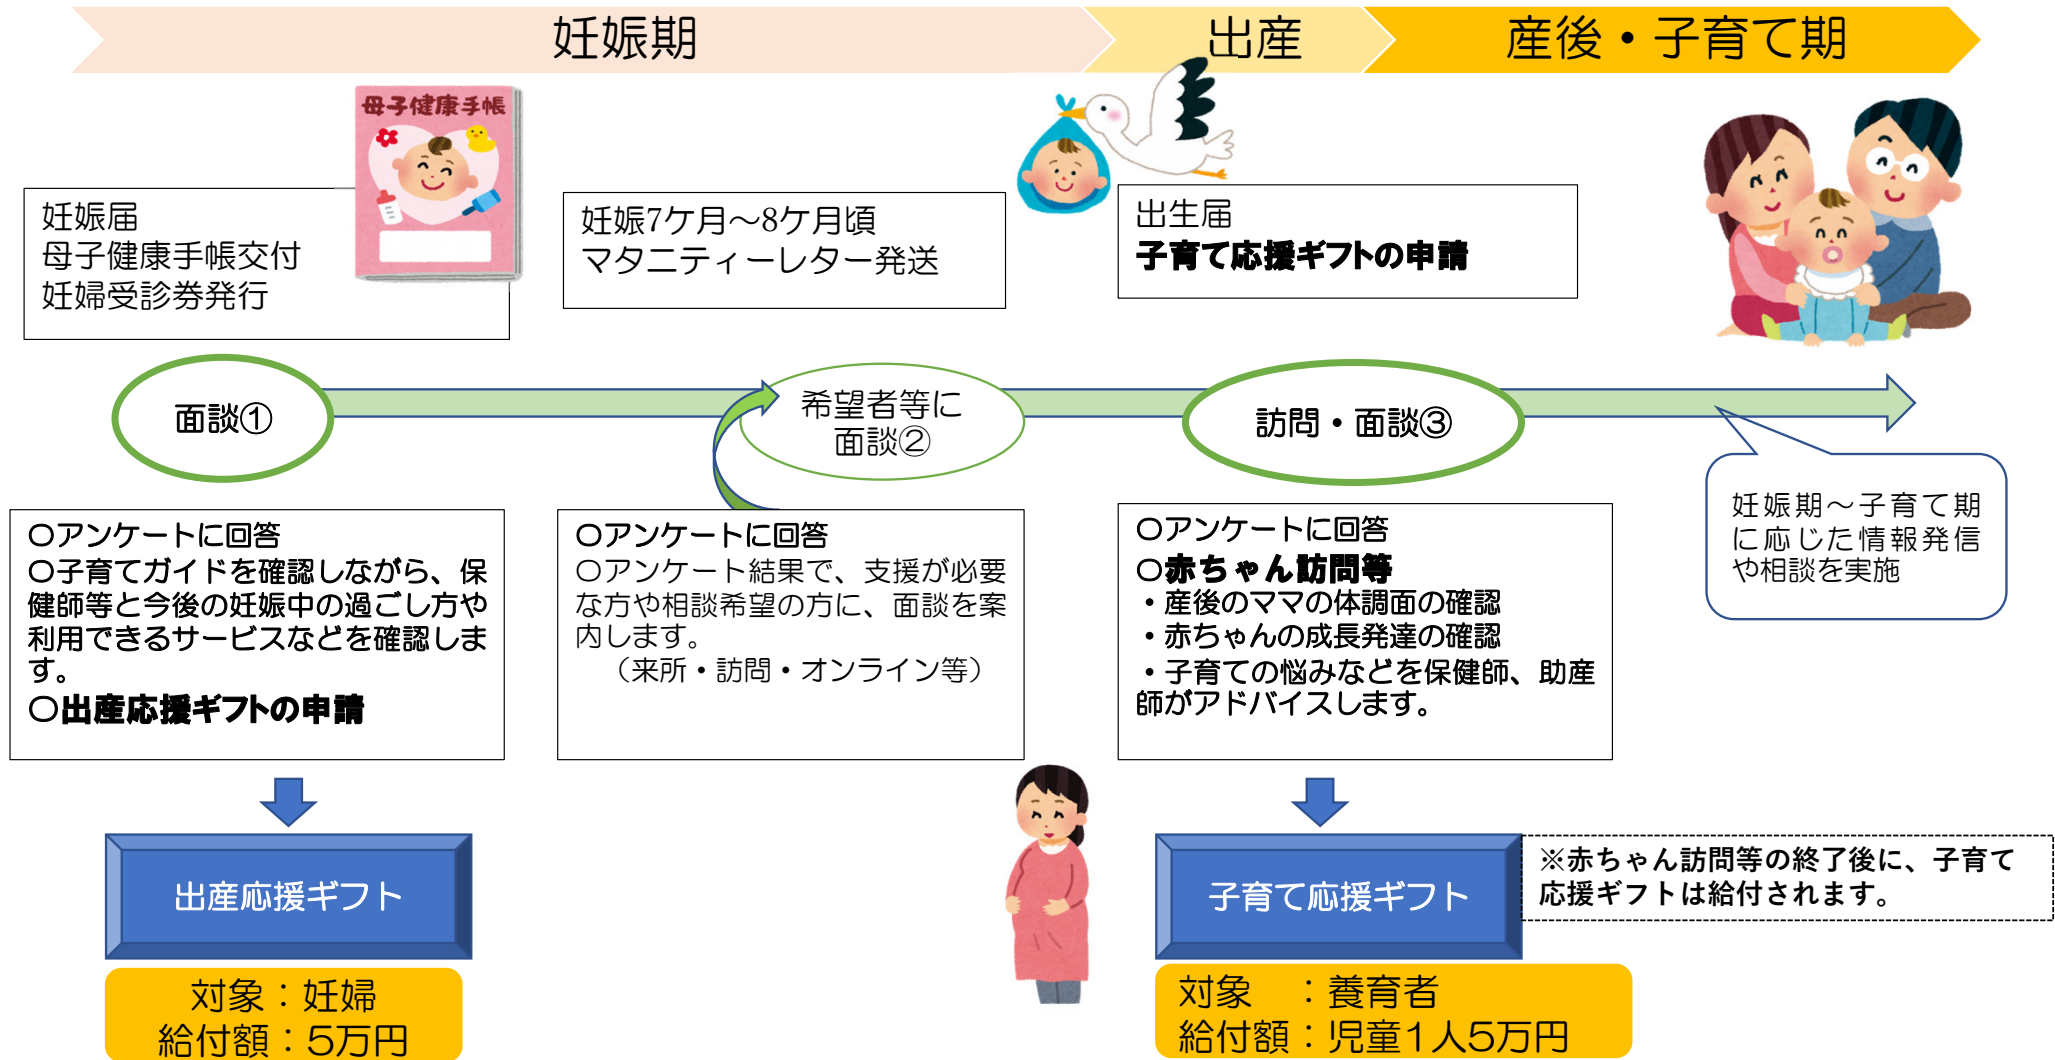 妊娠期
出産
産後・子育て期
母子健康手帳
妊娠届
母子健康手帳交付
妊婦受診券発行
妊娠7ケ月～8ケ月頃
マタニティーレター発送
出生届
子育て応援ギフトの申請
面談①
希望者等に
面談②
訪問・面談③
〇アンケートに回答
〇子育てガイドを確認しながら、保
健師等と今後の妊娠中の過ごし方や
利用できるサービスなどを確認しま
す。
〇出産応援ギフトの申請
〇アンケートに回答
〇アンケート結果で、支援が必要
な方や相談希望の方に、面談を案
内します。
（来所・訪問・オンライン等）
〇アンケートに回答
〇赤ちゃん訪問等
・産後のママの体調面の確認
・赤ちゃんの成長発達の確認
・子育ての悩みなどを保健師、助産
師がアドバイスします。
妊娠期～子育て期
に応じた情報発信
や相談を実施
出産応援ギフト
対象：妊婦
給付額：5万円
子育て応援ギフト
※赤ちゃん訪問等の終了後に、子育て
応援ギフトは給付されます。
対象　：養育者
給付額：児童1人5万円